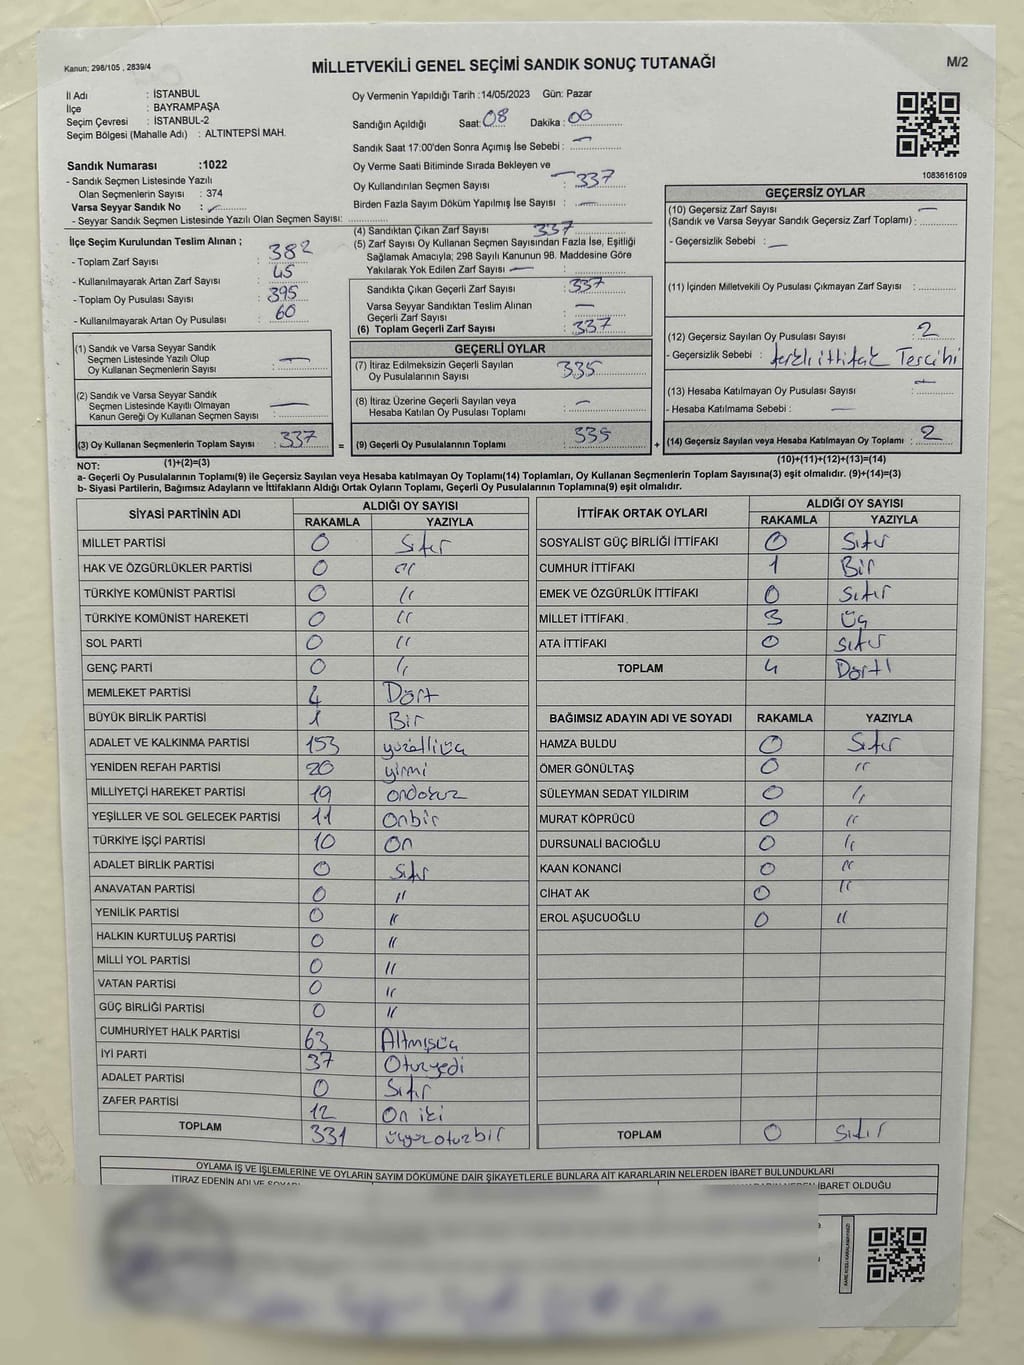 Kanun; 298/105 , 2839/4
MİLLETVEKİLİ GENEL SEÇİMİ SANDIK SONUÇ TUTANAĞI
M/2
İl Adı : İSTANBUL
İlçe : BAYRAMPAŞA
Seçim Çevresi : İSTANBUL-2
Seçim Bölgesi (Mahalle Adı) : ALTINTEPSİ MAH.
Sandık Numarası :1022
- Sandık Seçmen Listesinde Yazılı
Olan Seçmenlerin Sayısı : 374
Varsa Seyyar Sandık No :
- Seyyar Sandık Seçmen Listesinde Yazılı Olan Seçmen Sayısı:
Oy Vermenin Yapıldığı Tarih :14/05/2023 Gün: Pazar
Sandığın Açıldığı Saat: 08 Dakika : 00
Sandık Saat 17:00'den Sonra Açımış İse Sebebi :
Oy Verme Saati Bitiminde Sırada Bekleyen ve
Oy Kullandırılan Seçmen Sayısı : 337
Birden Fazla Sayım Döküm Yapılmış İse Sayısı :
1083616109
İlçe Seçim Kurulundan Teslim Alınan ;
- Toplam Zarf Sayısı : 382
- Kullanılmayarak Artan Zarf Sayısı : 45
- Toplam Oy Pusulası Sayısı : 395
- Kullanılmayarak Artan Oy Pusulası : 60
(4) Sandıktan Çıkan Zarf Sayısı : 337
(5) Zarf Sayısı Oy Kullanan Seçmen Sayısından Fazla İse, Eşitliği
Sağlamak Amacıyla; 298 Sayılı Kanunun 98. Maddesine Göre
Yakılarak Yok Edilen Zarf Sayısı :
Sandıkta Çıkan Geçerli Zarf Sayısı : 337
Varsa Seyyar Sandıktan Teslim Alınan
Geçerli Zarf Sayısı :
(6) Toplam Geçerli Zarf Sayısı : 337
GEÇERSİZ OYLAR
(10) Geçersiz Zarf Sayısı
(Sandık ve Varsa Seyyar Sandık Geçersiz Zarf Toplamı) :
- Geçersizlik Sebebi :
(11) İçinden Milletvekili Oy Pusulası Çıkmayan Zarf Sayısı :
(12) Geçersiz Sayılan Oy Pusulası Sayısı : 2
- Geçersizlik Sebebi : farklı ittifak Tercihi
(13) Hesaba Katılmayan Oy Pusulası Sayısı :
- Hesaba Katılmama Sebebi :
(14) Geçersiz Sayılan veya Hesaba Katılmayan Oy Toplamı : 2
(1) Sandık ve Varsa Seyyar Sandık
Seçmen Listesinde Yazılı Olup
Oy Kullanan Seçmenlerin Sayısı :
(2) Sandık ve Varsa Seyyar Sandık
Seçmen Listesinde Kayıtlı Olmayan
Kanun Gereği Oy Kullanan Seçmen Sayısı :
(3) Oy Kullanan Seçmenlerin Toplam Sayısı : 337 =
GEÇERLİ OYLAR
(7) İtiraz Edilmeksizin Geçerli Sayılan
Oy Pusulalarının Sayısı : 335
(8) İtiraz Üzerine Geçerli Sayılan veya
Hesaba Katılan Oy Pusulası Toplamı :
(9) Geçerli Oy Pusulalarının Toplamı : 335 +
NOT: (1)+(2)=(3)
(10)+(11)+(12)+(13)=(14)
a- Geçerli Oy Pusulalarının Toplamı(9) ile Geçersiz Sayılan veya Hesaba katılmayan Oy Toplamı(14) Toplamları, Oy Kullanan Seçmenlerin Toplam Sayısına(3) eşit olmalıdır. (9)+(14)=(3)
b- Siyasi Partilerin, Bağımsız Adayların ve İttifakların Aldığı Ortak Oyların Toplamı, Geçerli Oy Pusulalarının Toplamına(9) eşit olmalıdır.
SİYASİ PARTİNİN ADI ALDIĞI OY SAYISI
RAKAMLA YAZIYLA
MİLLET PARTİSİ 0 Sıfır
HAK VE ÖZGÜRLÜKLER PARTİSİ 0 "
TÜRKİYE KOMÜNİST PARTİSİ 0 "
TÜRKİYE KOMÜNİST HAREKETİ 0 "
SOL PARTİ 0 "
GENÇ PARTİ 0 "
MEMLEKET PARTİSİ 4 Dört
BÜYÜK BİRLİK PARTİSİ 1 Bir
ADALET VE KALKINMA PARTİSİ 153 yüzelliüç
YENİDEN REFAH PARTİSİ 20 yirmi
MİLLİYETÇİ HAREKET PARTİSİ 19 ondokuz
YEŞİLLER VE SOL GELECEK PARTİSİ 11 Onbir
TÜRKİYE İŞÇİ PARTİSİ 10 On
ADALET BİRLİK PARTİSİ 0 Sıfır
ANAVATAN PARTİSİ 0 "
YENİLİK PARTİSİ 0 "
HALKIN KURTULUŞ PARTİSİ 0 "
MİLLİ YOL PARTİSİ 0 "
VATAN PARTİSİ 0 "
GÜÇ BİRLİĞİ PARTİSİ 0 "
CUMHURİYET HALK PARTİSİ 63 Altmışüç
İYİ PARTİ 37 Otuzyedi
ADALET PARTİSİ 0 Sıfır
ZAFER PARTİSİ 12 On iki
TOPLAM 331 üçyüzotuzbir
İTTİFAK ORTAK OYLARI ALDIĞI OY SAYISI
RAKAMLA YAZIYLA
SOSYALİST GÜÇ BİRLİĞİ İTTİFAKI 0 Sıfır
CUMHUR İTTİFAKI 1 Bir
EMEK VE ÖZGÜRLÜK İTTİFAKI 0 Sıfır
MİLLET İTTİFAKI 3 Üç
ATA İTTİFAKI 0 Sıfır
TOPLAM 4 Dört
BAĞIMSIZ ADAYIN ADI VE SOYADI RAKAMLA YAZIYLA
HAMZA BULDU 0 Sıfır
ÖMER GÖNÜLTAŞ 0 "
SÜLEYMAN SEDAT YILDIRIM 0 "
MURAT KÖPRÜCÜ 0 "
DURSUNALİ BACIOĞLU 0 "
KAAN KONANCİ 0 "
CİHAT AK 0 "
EROL AŞUCUOĞLU 0 "
TOPLAM 0 Sıfır
OYLAMA İŞ VE İŞLEMLERİNE VE OYLARIN SAYIM DÖKÜMÜNE DAİR ŞİKAYETLERLE BUNLARA AİT KARARLARIN NELERDEN İBARET BULUNDUKLARI
İTİRAZ EDENİN ADI VE
İBARET OLDUĞU